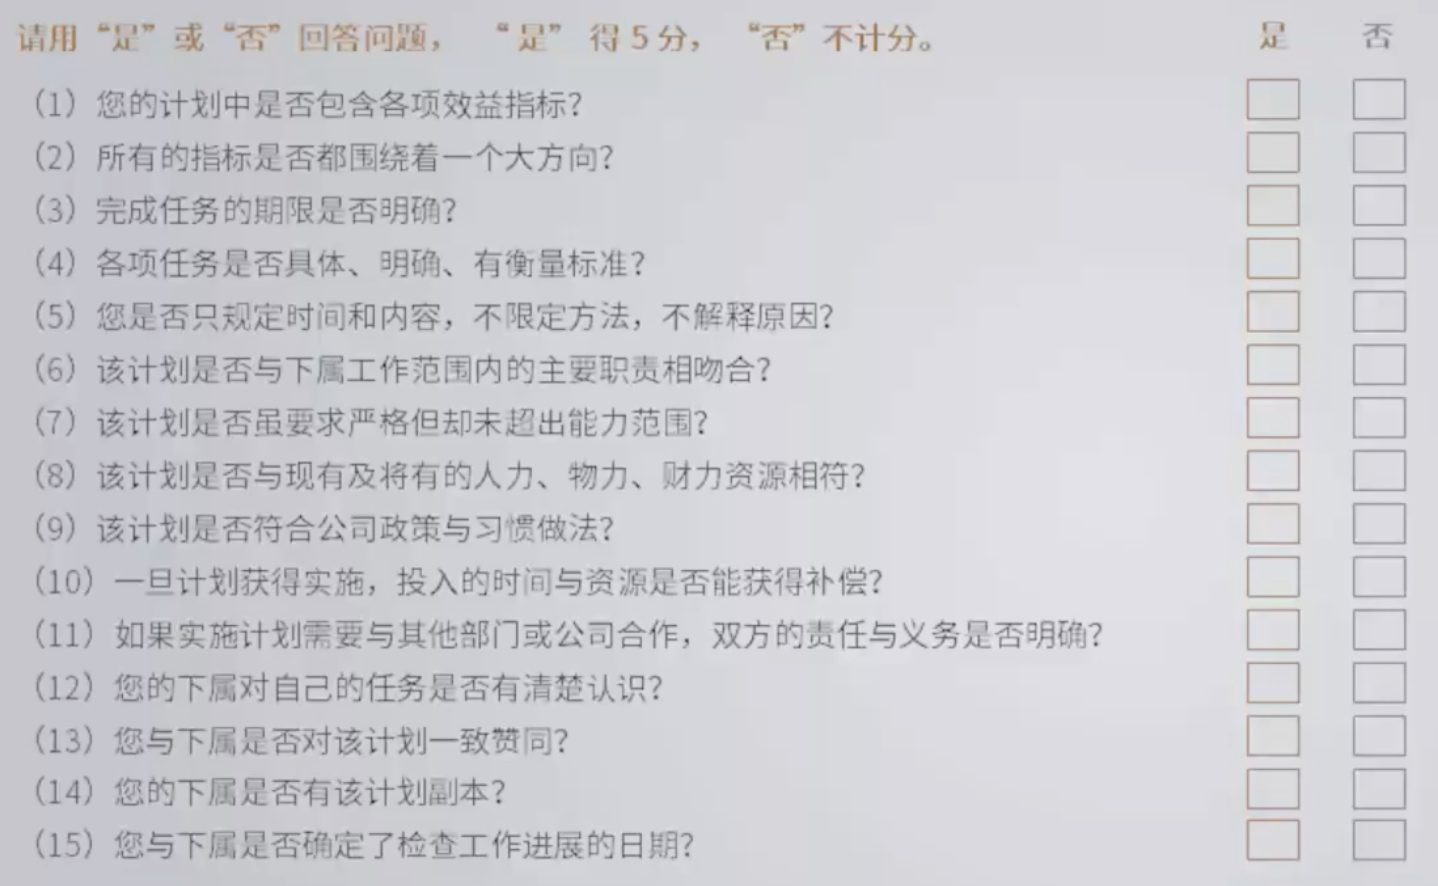 请用“是”或“否”回答问题，“是”得5分，“否”不计分。 是 否
（1）您的计划中是否包含各项效益指标？
（2）所有的指标是否都围绕着一个大方向？
（3）完成任务的期限是否明确？
（4）各项任务是否具体、明确、有衡量标准？
（5）您是否只规定时间和内容，不限定方法，不解释原因？
（6）该计划是否与下属工作范围内的主要职责相吻合？
（7）该计划是否虽要求严格但却未超出能力范围？
（8）该计划是否与现有及将有的人力、物力、财力资源相符？
（9）该计划是否符合公司政策与习惯做法？
（10）一旦计划获得实施，投入的时间与资源是否能获得补偿？
（11）如果实施计划需要与其他部门或公司合作，双方的责任与义务是否明确？
（12）您的下属对自己的任务是否有清楚认识？
（13）您与下属是否对该计划一致赞同？
（14）您的下属是否有该计划副本？
（15）您与下属是否确定了检查工作进展的日期？